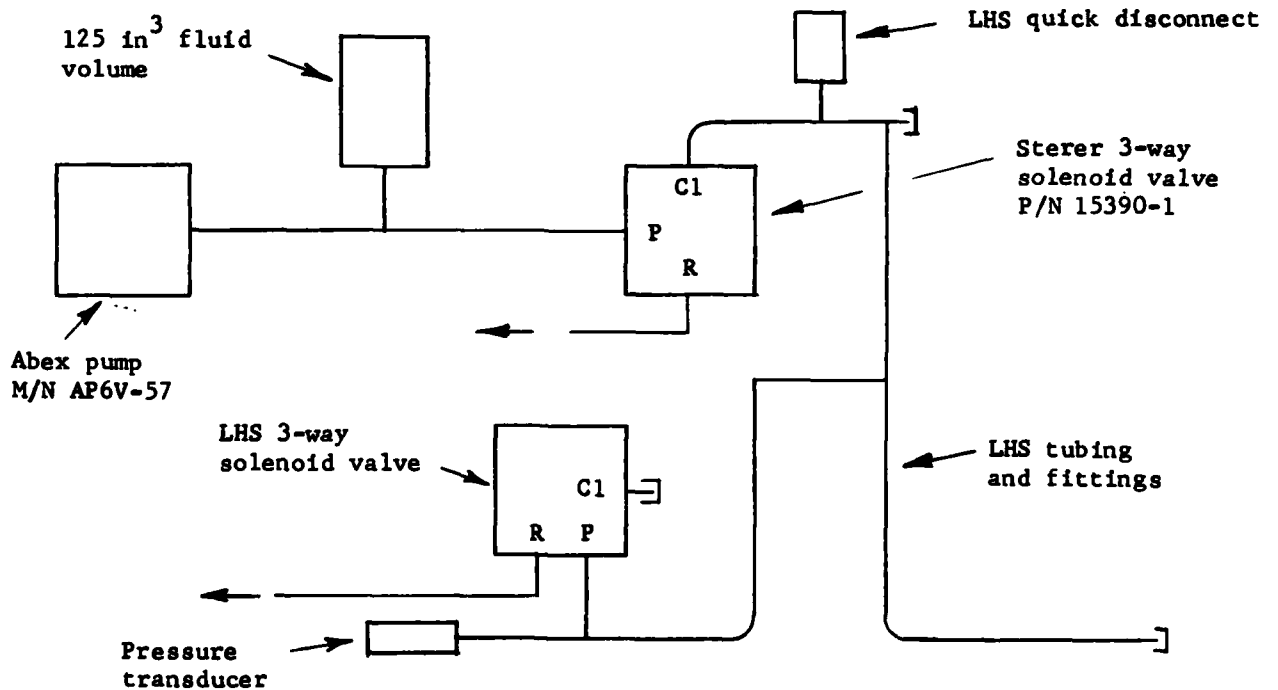 125 in³ fluid
volume
LHS quick disconnect
Sterer 3-way
solenoid valve
P/N 15390-1
C1
P
R
Abex pump
M/N AP6V-57
LHS 3-way
solenoid valve
C1
R P
LHS tubing
and fittings
Pressure
transducer